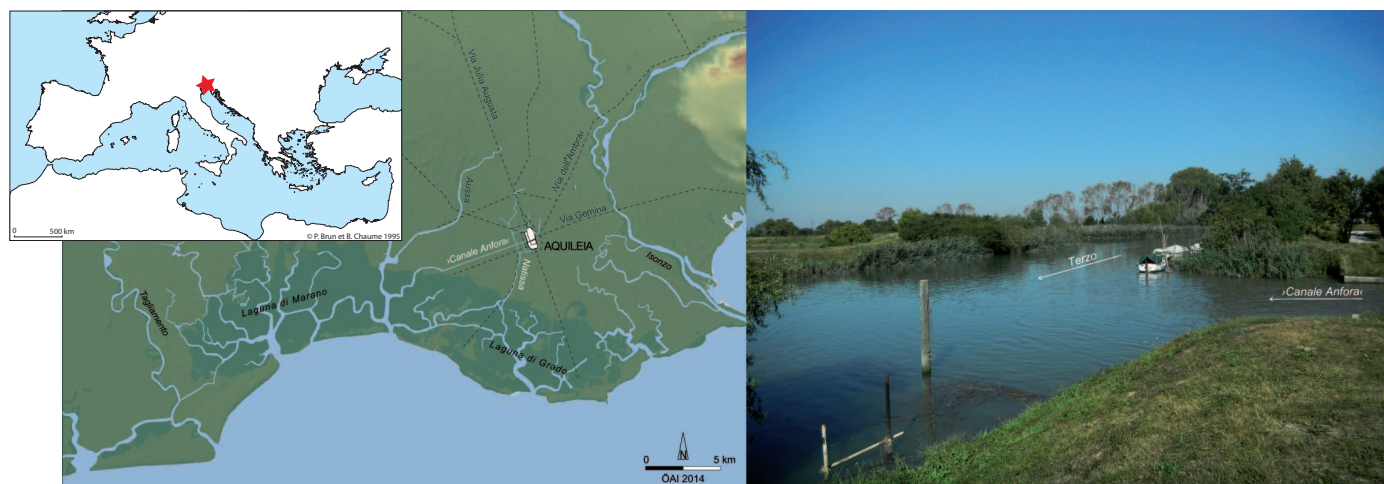 0 500 km
© P. Brun et B. Chaume 1995
Via Julia Augusta
Via dell'Ambra
Via Gemina
Aussa
›Canale Anfora‹
AQUILEIA
Natissa
Isonzo
Tagliamento
Laguna di Marano
Laguna di Grado
N
0 5 km
ÖAI 2014
Terzo
›Canale Anfora‹